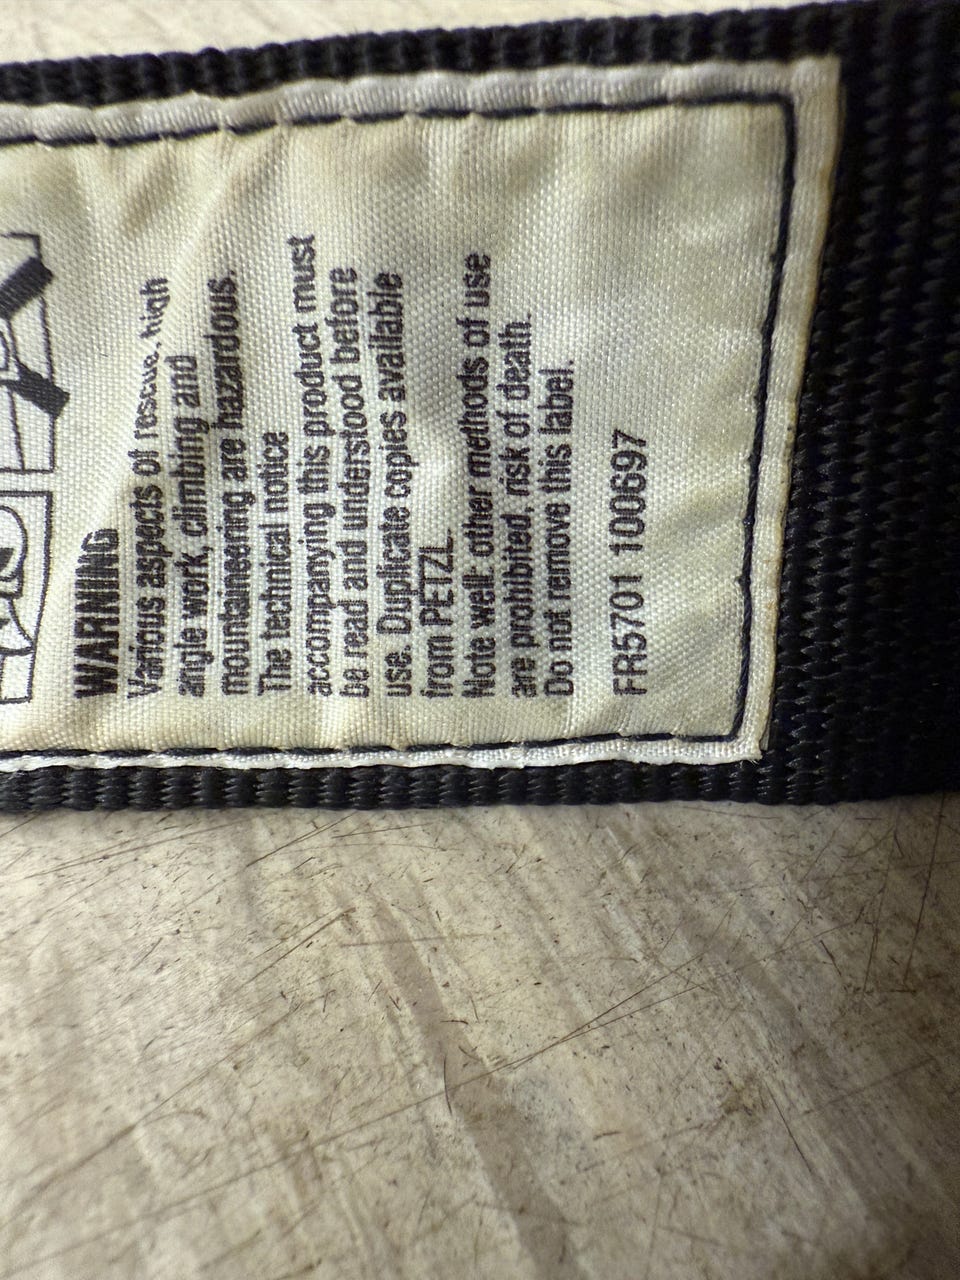 WARNING
Various aspects of rescue, high
angle work, climbing and
mountaineering are hazardous.
The technical notice
accompanying this product must
be read and understood before
use. Duplicate copies available
from PETZL.
Note well: other methods of use
are prohibited, risk of death.
Do not remove this label.
FR5701 100697